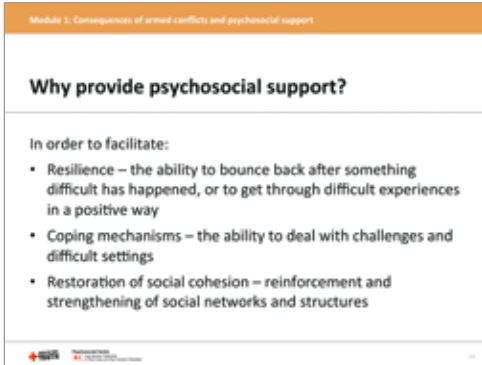 Module 1: Consequences of armed conflicts and psychosocial support
Why provide psychosocial support?
In order to facilitate:
• Resilience – the ability to bounce back after something
difficult has happened, or to get through difficult experiences
in a positive way
• Coping mechanisms – the ability to deal with challenges and
difficult settings
• Restoration of social cohesion – reinforcement and
strengthening of social networks and structures
Psychosocial Centre